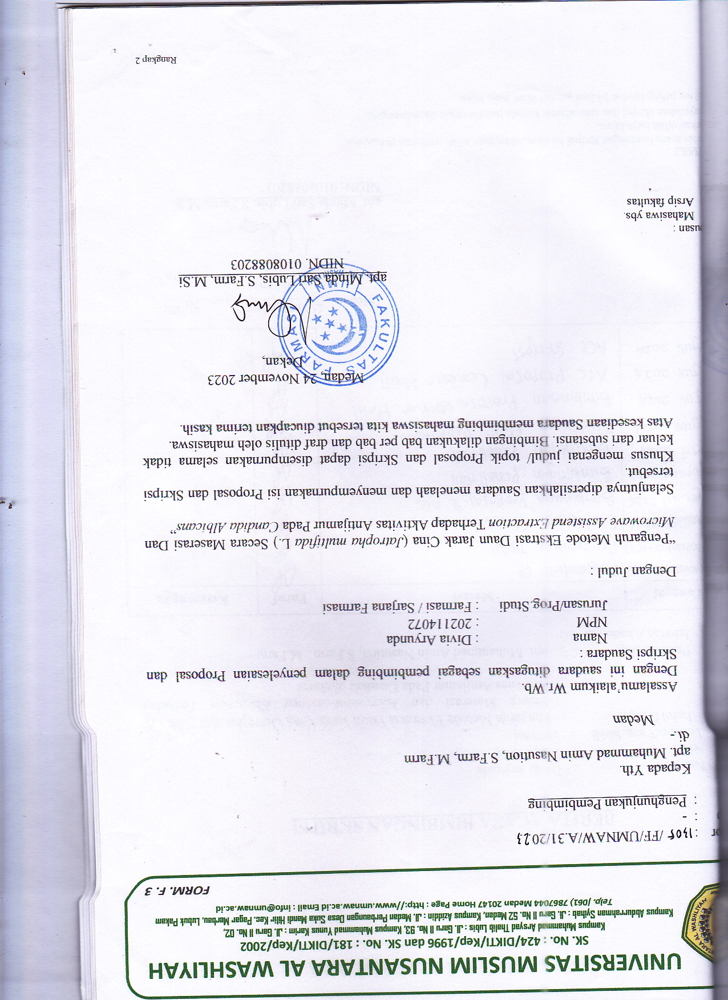 UNIVERSITAS MUSLIM NUSANTARA AL WASHLIYAH
SK. No. : 424/DIKTI/Kep/1996 dan SK. No. : 181/DIKTI/Kep/2002
Kampus Muhammad Arsyad Thalib Lubis : Jl. Garu II No. 93, Kampus Muhammad Yunus Karim : Jl. Garu II No. 02,
Kampus Abdurrahman Syihab : Jl. Garu II No. 52 Medan, Kampus Aziddin : Jl. Medan Perbaungan Desa Suka Mandi Hilir Kec. Pagar Merbau, Lubuk Pakam
Telp. (061) 7867044 Medan 20147 Home Page : http://www.umnaw.ac.id Email : info@umnaw.ac.id
FORM. F. 3
or : 1305 /FF/UMNAW/A.31/2023
: -
: Penghunjukan Pembimbing
Kepada Yth.
apt. Muhammad Amin Nasution, S.Farm, M.Farm
di.-
Medan
Assalamu'alaikum Wr Wb.
Dengan ini saudara ditugaskan sebagai pembimbing dalam penyelesaian Proposal dan
Skripsi Saudara :
Nama : Divia Aryunda
NPM : 202114072
Jurusan/Prog.Studi : Farmasi / Sarjana Farmasi
Dengan Judul :
"Pengaruh Metode Ekstrasi Daun Jarak Cina (Jatropha multifida L.) Secara Maserasi Dan
Microwave Assistend Extraction Terhadap Aktivitas Antijamur Pada Candida Albicans"
Selanjutnya dipersilahkan Saudara menelaah dan menyempurnakan isi Proposal dan Skripsi
tersebut.
Khusus mengenai judul/ topik Proposal dan Skripsi dapat disempurnakan selama tidak
keluar dari substansi. Bimbingan dilakukan bab per bab dan draf ditulis oleh mahasiswa.
Atas kesediaan Saudara membimbing mahasiswa kita tersebut diucapkan terima kasih.
Medan, 24 November 2023
Dekan,
FAKULTAS FARMASI
UMN
apt. Minda Sari Lubis, S.Farm, M.Si
NIDN. 0108088203
usan :
Mahasiswa ybs.
Arsip fakultas
Rangkap 2